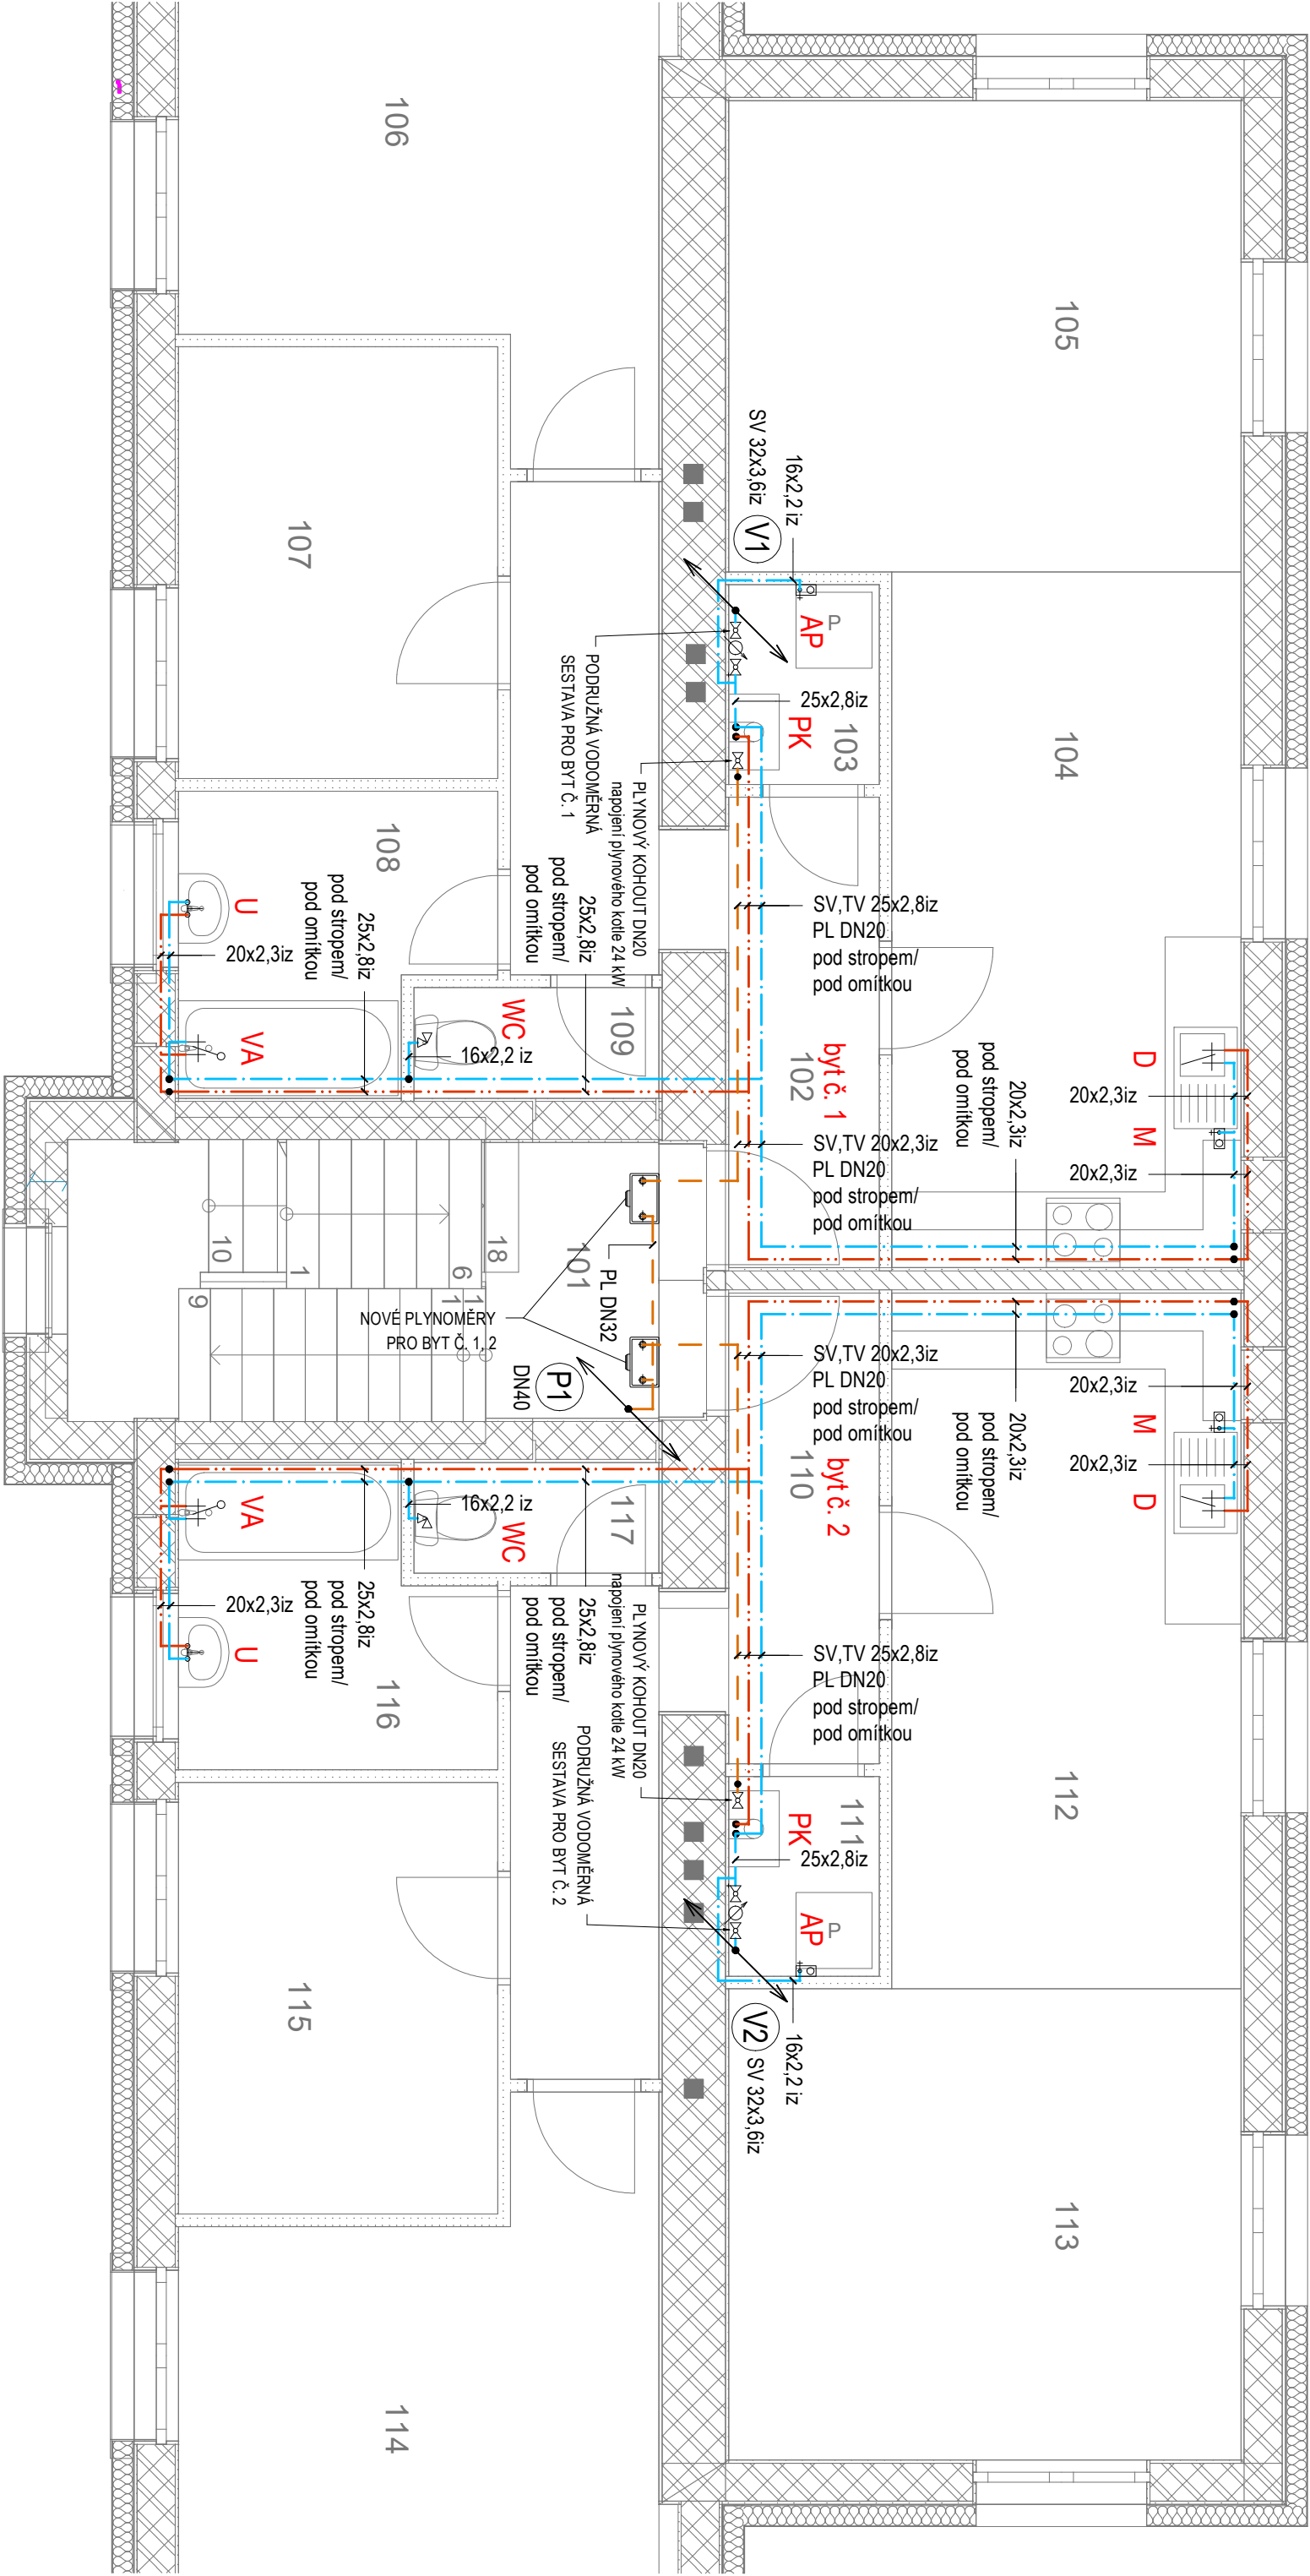 106
105
107
104
SV 32x3,6iz
V1
16x2,2 iz
AP
P
103
PK
25x2,8iz
PODRUŽNÁ VODOMĚRNÁ
SESTAVA PRO BYT Č. 1
PLYNOVÝ KOHOUT DN20
napojení plynového kotle 24 kW
25x2,8iz
pod stropem/
pod omítkou
108
U
20x2,3iz
25x2,8iz
pod stropem/
pod omítkou
VA
WC
109
16x2,2 iz
SV,TV 25x2,8iz
PL DN20
pod stropem/
pod omítkou
byt č. 1
102
SV,TV 20x2,3iz
PL DN20
pod stropem/
pod omítkou
20x2,3iz
pod stropem/
pod omítkou
D
20x2,3iz
M
20x2,3iz
101
18
10
1
6
1
1
9
PL DN32
NOVÉ PLYNOMĚRY
PRO BYT Č. 1, 2
P1
DN40
SV,TV 20x2,3iz
PL DN20
pod stropem/
pod omítkou
byt č. 2
110
20x2,3iz
pod stropem/
pod omítkou
20x2,3iz
M
20x2,3iz
D
VA
WC
117
16x2,2 iz
25x2,8iz
pod stropem/
pod omítkou
20x2,3iz
U
116
25x2,8iz
pod stropem/
pod omítkou
PLYNOVÝ KOHOUT DN20
napojení plynového kotle 24 kW
PODRUŽNÁ VODOMĚRNÁ
SESTAVA PRO BYT Č. 2
SV,TV 25x2,8iz
PL DN20
pod stropem/
pod omítkou
111
PK
25x2,8iz
AP
P
112
V2
SV 32x3,6iz
16x2,2 iz
115
113
114